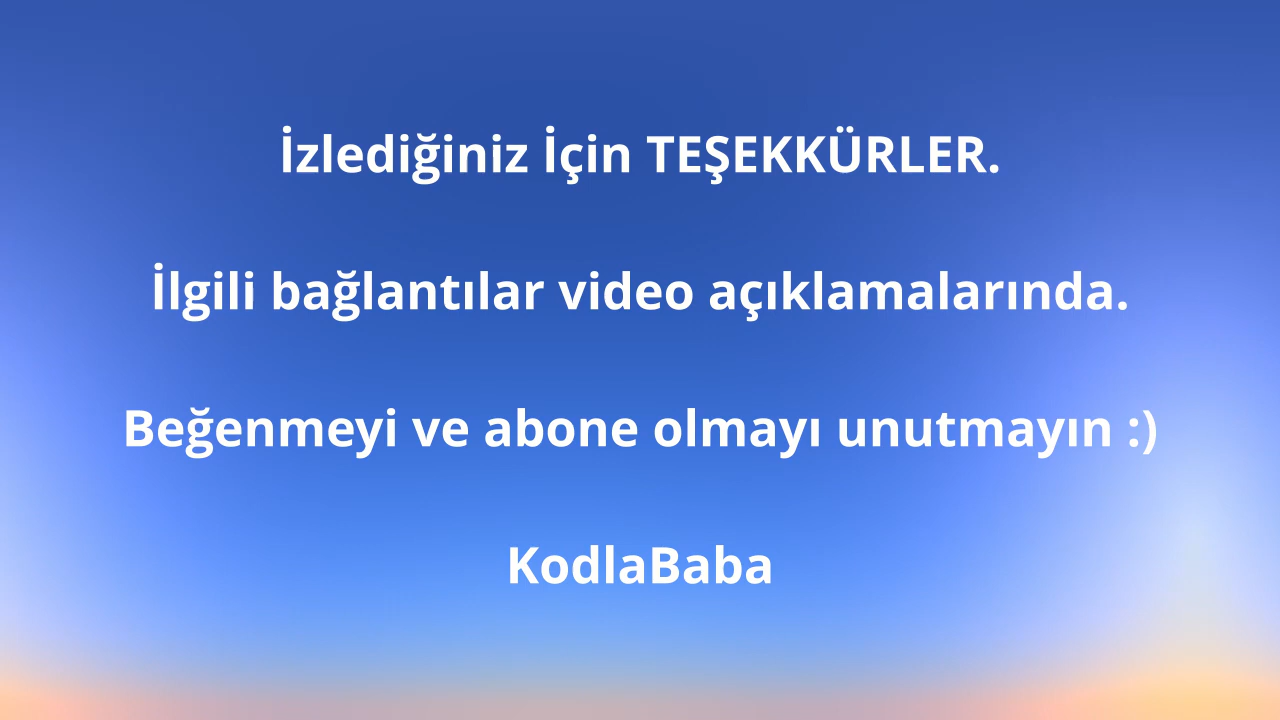 İzlediğiniz İçin TEŞEKKÜRLER.
İlgili bağlantılar video açıklamalarında.
Beğenmeyi ve abone olmayı unutmayın :)
KodlaBaba